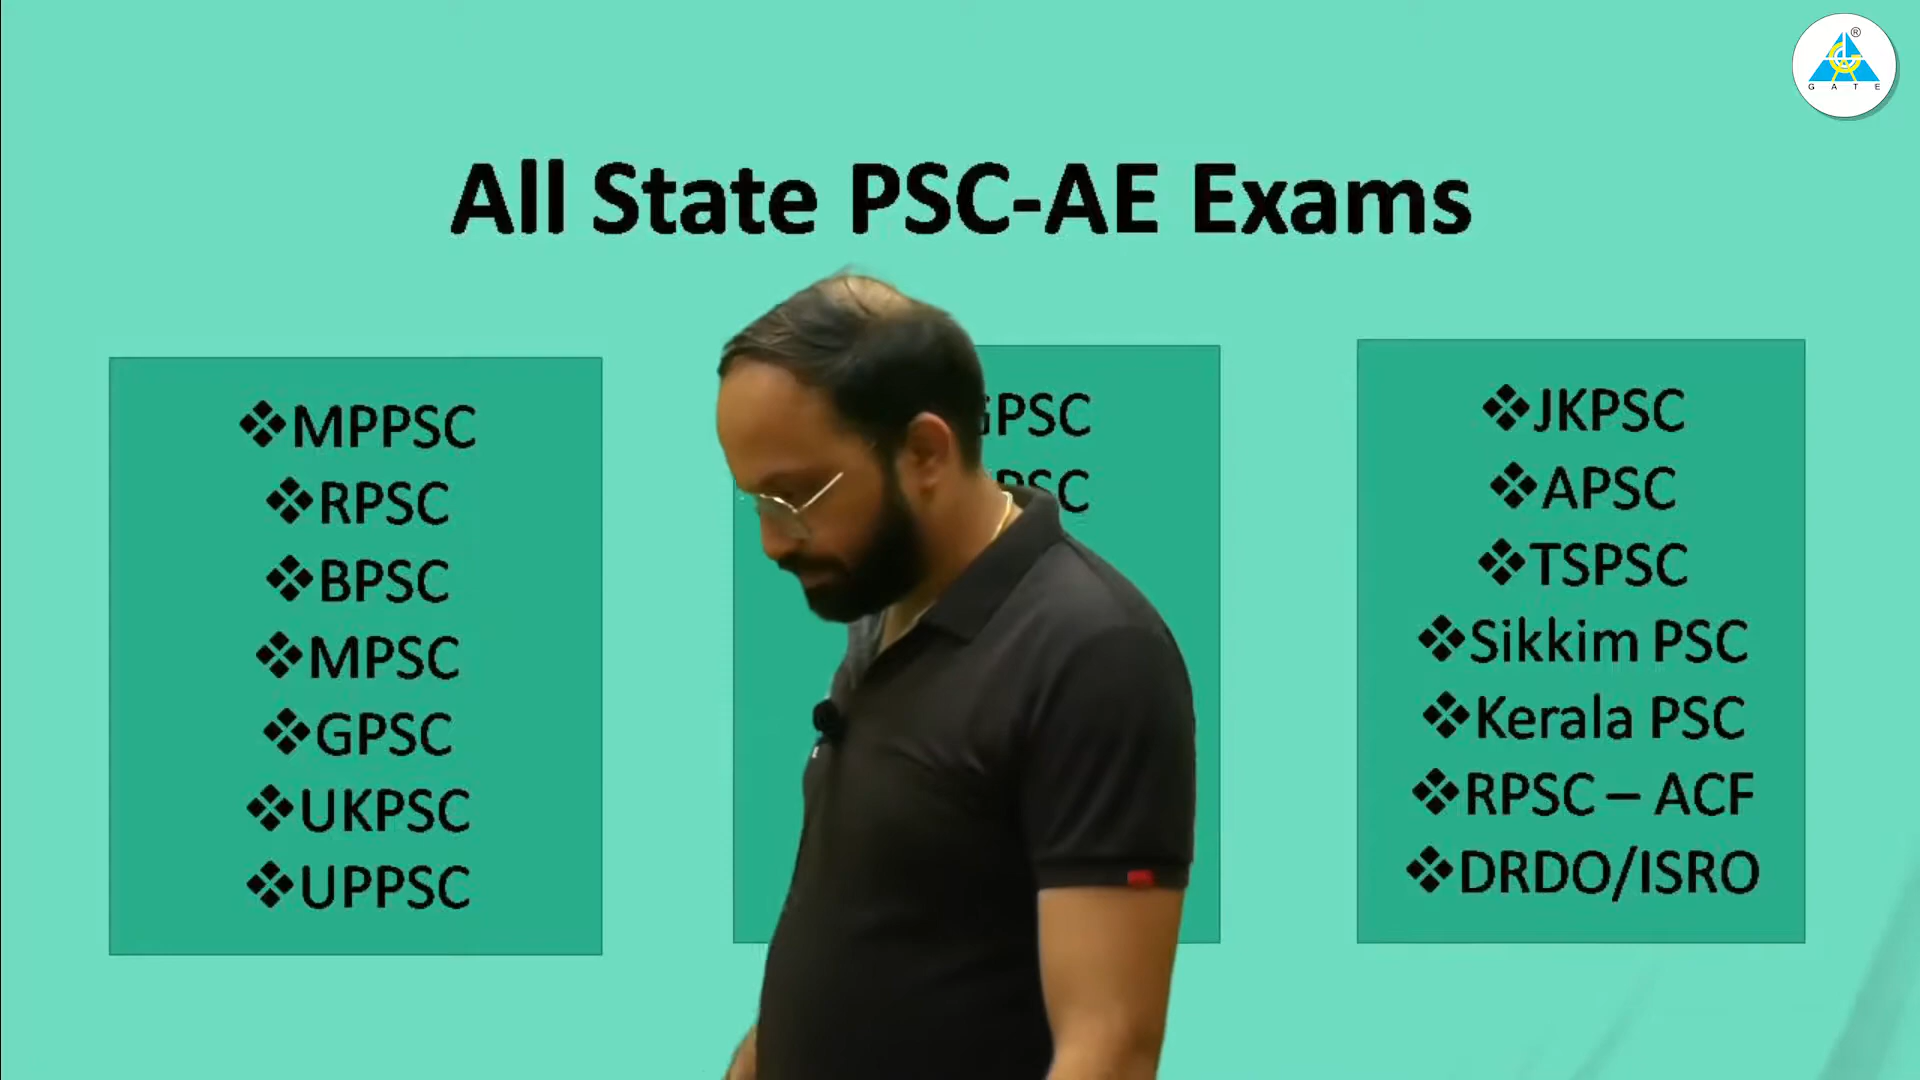 GATE
All State PSC-AE Exams
❖MPPSC
❖RPSC
❖BPSC
❖MPSC
❖GPSC
❖UKPSC
❖UPPSC
❖JKPSC
❖APSC
❖TSPSC
❖Sikkim PSC
❖Kerala PSC
❖RPSC – ACF
❖DRDO/ISRO